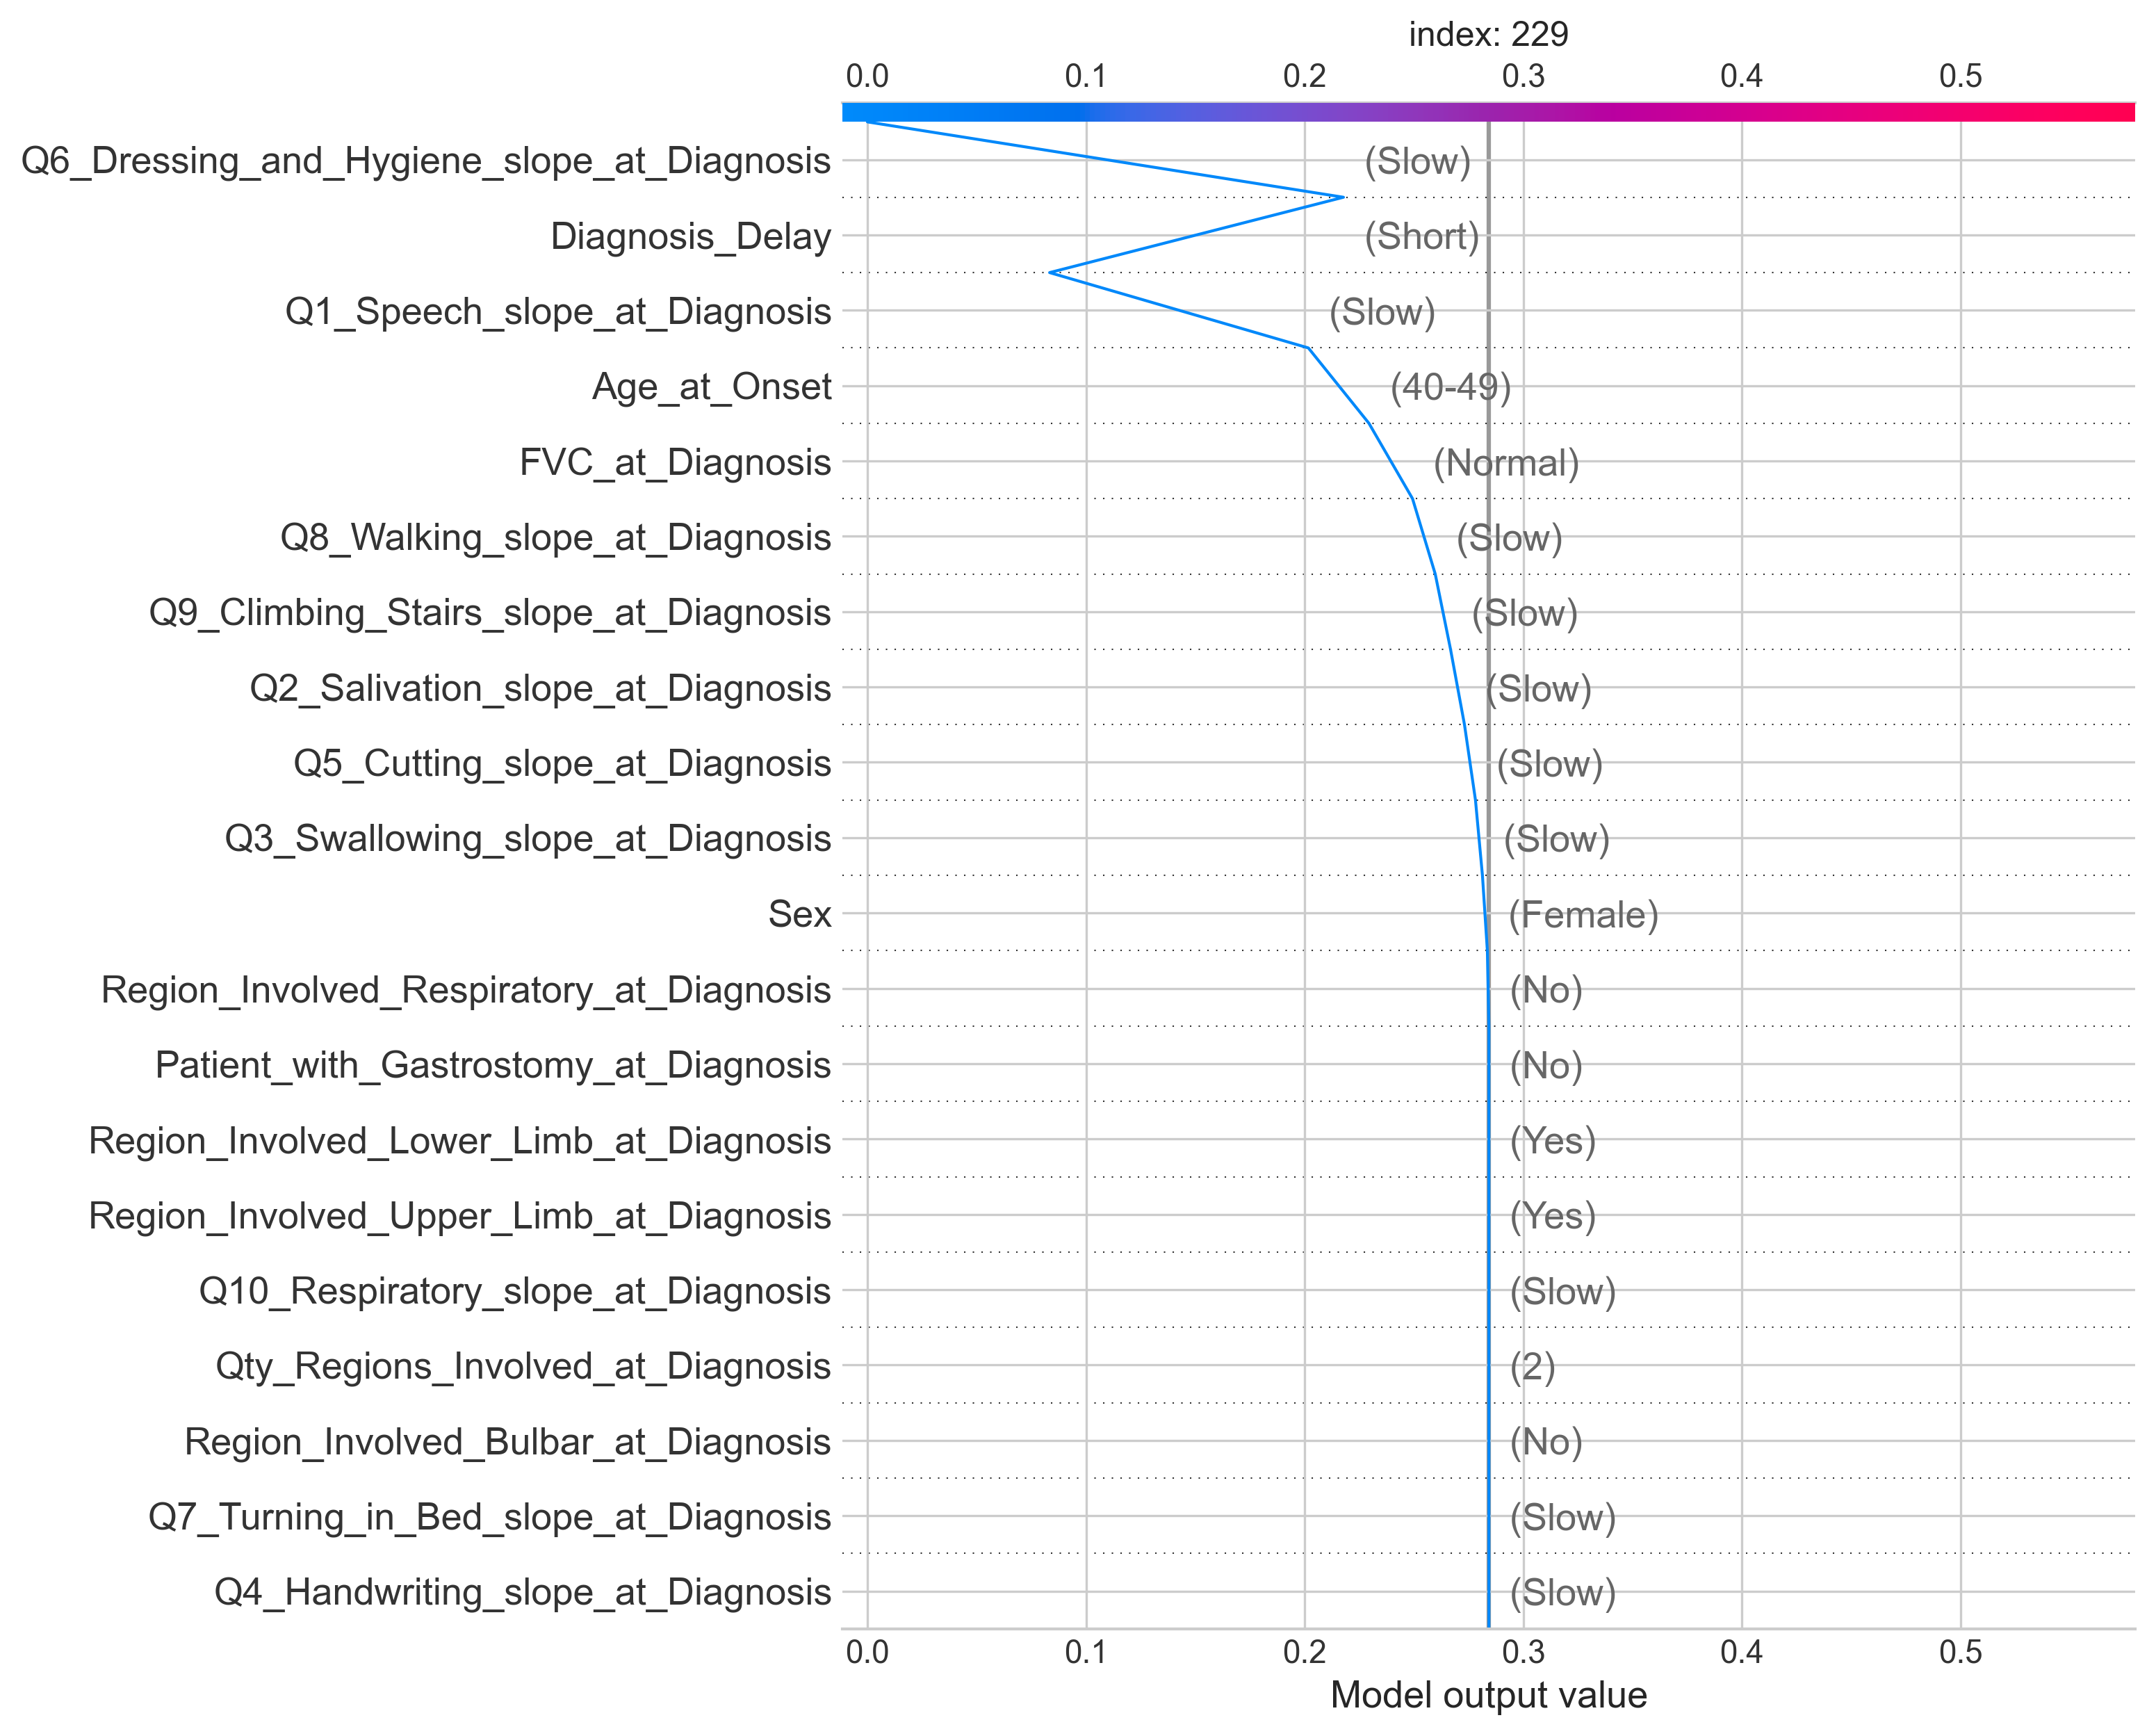 index: 229
0.0 0.1 0.2 0.3 0.4 0.5
Q6_Dressing_and_Hygiene_slope_at_Diagnosis (Slow)
Diagnosis_Delay (Short)
Q1_Speech_slope_at_Diagnosis (Slow)
Age_at_Onset (40-49)
FVC_at_Diagnosis (Normal)
Q8_Walking_slope_at_Diagnosis (Slow)
Q9_Climbing_Stairs_slope_at_Diagnosis (Slow)
Q2_Salivation_slope_at_Diagnosis (Slow)
Q5_Cutting_slope_at_Diagnosis (Slow)
Q3_Swallowing_slope_at_Diagnosis (Slow)
Sex (Female)
Region_Involved_Respiratory_at_Diagnosis (No)
Patient_with_Gastrostomy_at_Diagnosis (No)
Region_Involved_Lower_Limb_at_Diagnosis (Yes)
Region_Involved_Upper_Limb_at_Diagnosis (Yes)
Q10_Respiratory_slope_at_Diagnosis (Slow)
Qty_Regions_Involved_at_Diagnosis (2)
Region_Involved_Bulbar_at_Diagnosis (No)
Q7_Turning_in_Bed_slope_at_Diagnosis (Slow)
Q4_Handwriting_slope_at_Diagnosis (Slow)
0.0 0.1 0.2 0.3 0.4 0.5
Model output value